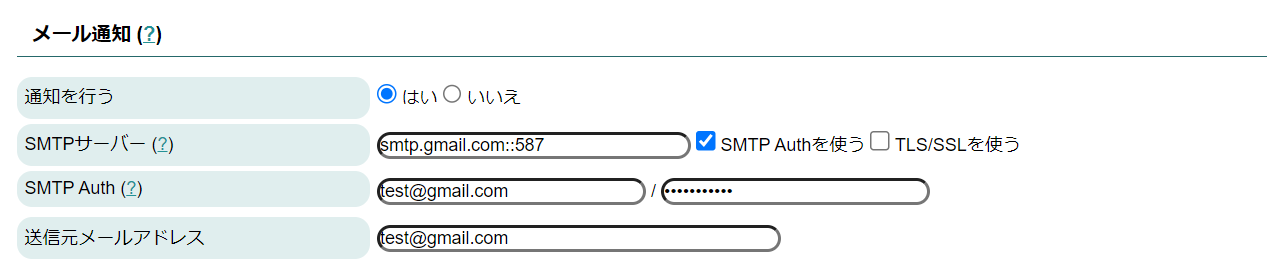 メール通知 (?)
通知を行う はい いいえ
SMTPサーバー (?) smtp.gmail.com::587 SMTP Authを使う TLS/SSLを使う
SMTP Auth (?) test@gmail.com / •••••••••••
送信元メールアドレス test@gmail.com